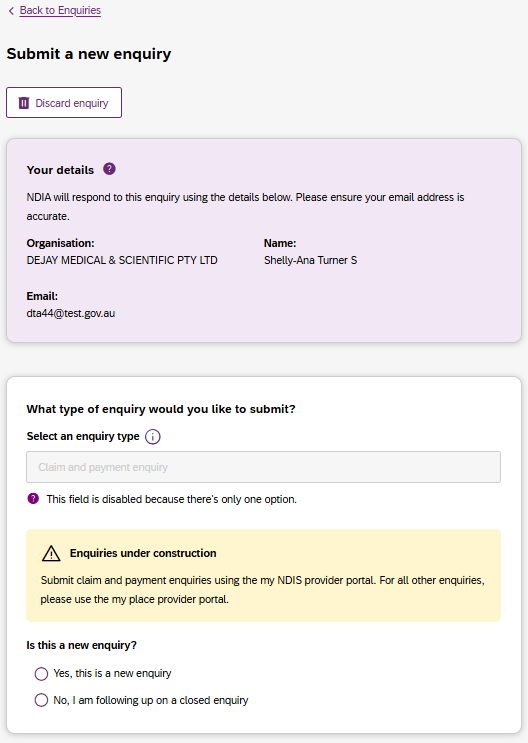 Back to Enquiries
Submit a new enquiry
Discard enquiry
Your details
NDIA will respond to this enquiry using the details below. Please ensure your email address is
accurate.
Organisation:
DEJAY MEDICAL & SCIENTIFIC PTY LTD
Name:
Shelly-Ana Turner S
Email:
dta44@test.gov.au
What type of enquiry would you like to submit?
Select an enquiry type
Claim and payment enquiry
This field is disabled because there's only one option.
Enquiries under construction
Submit claim and payment enquiries using the my NDIS provider portal. For all other enquiries,
please use the my place provider portal.
Is this a new enquiry?
Yes, this is a new enquiry
No, I am following up on a closed enquiry